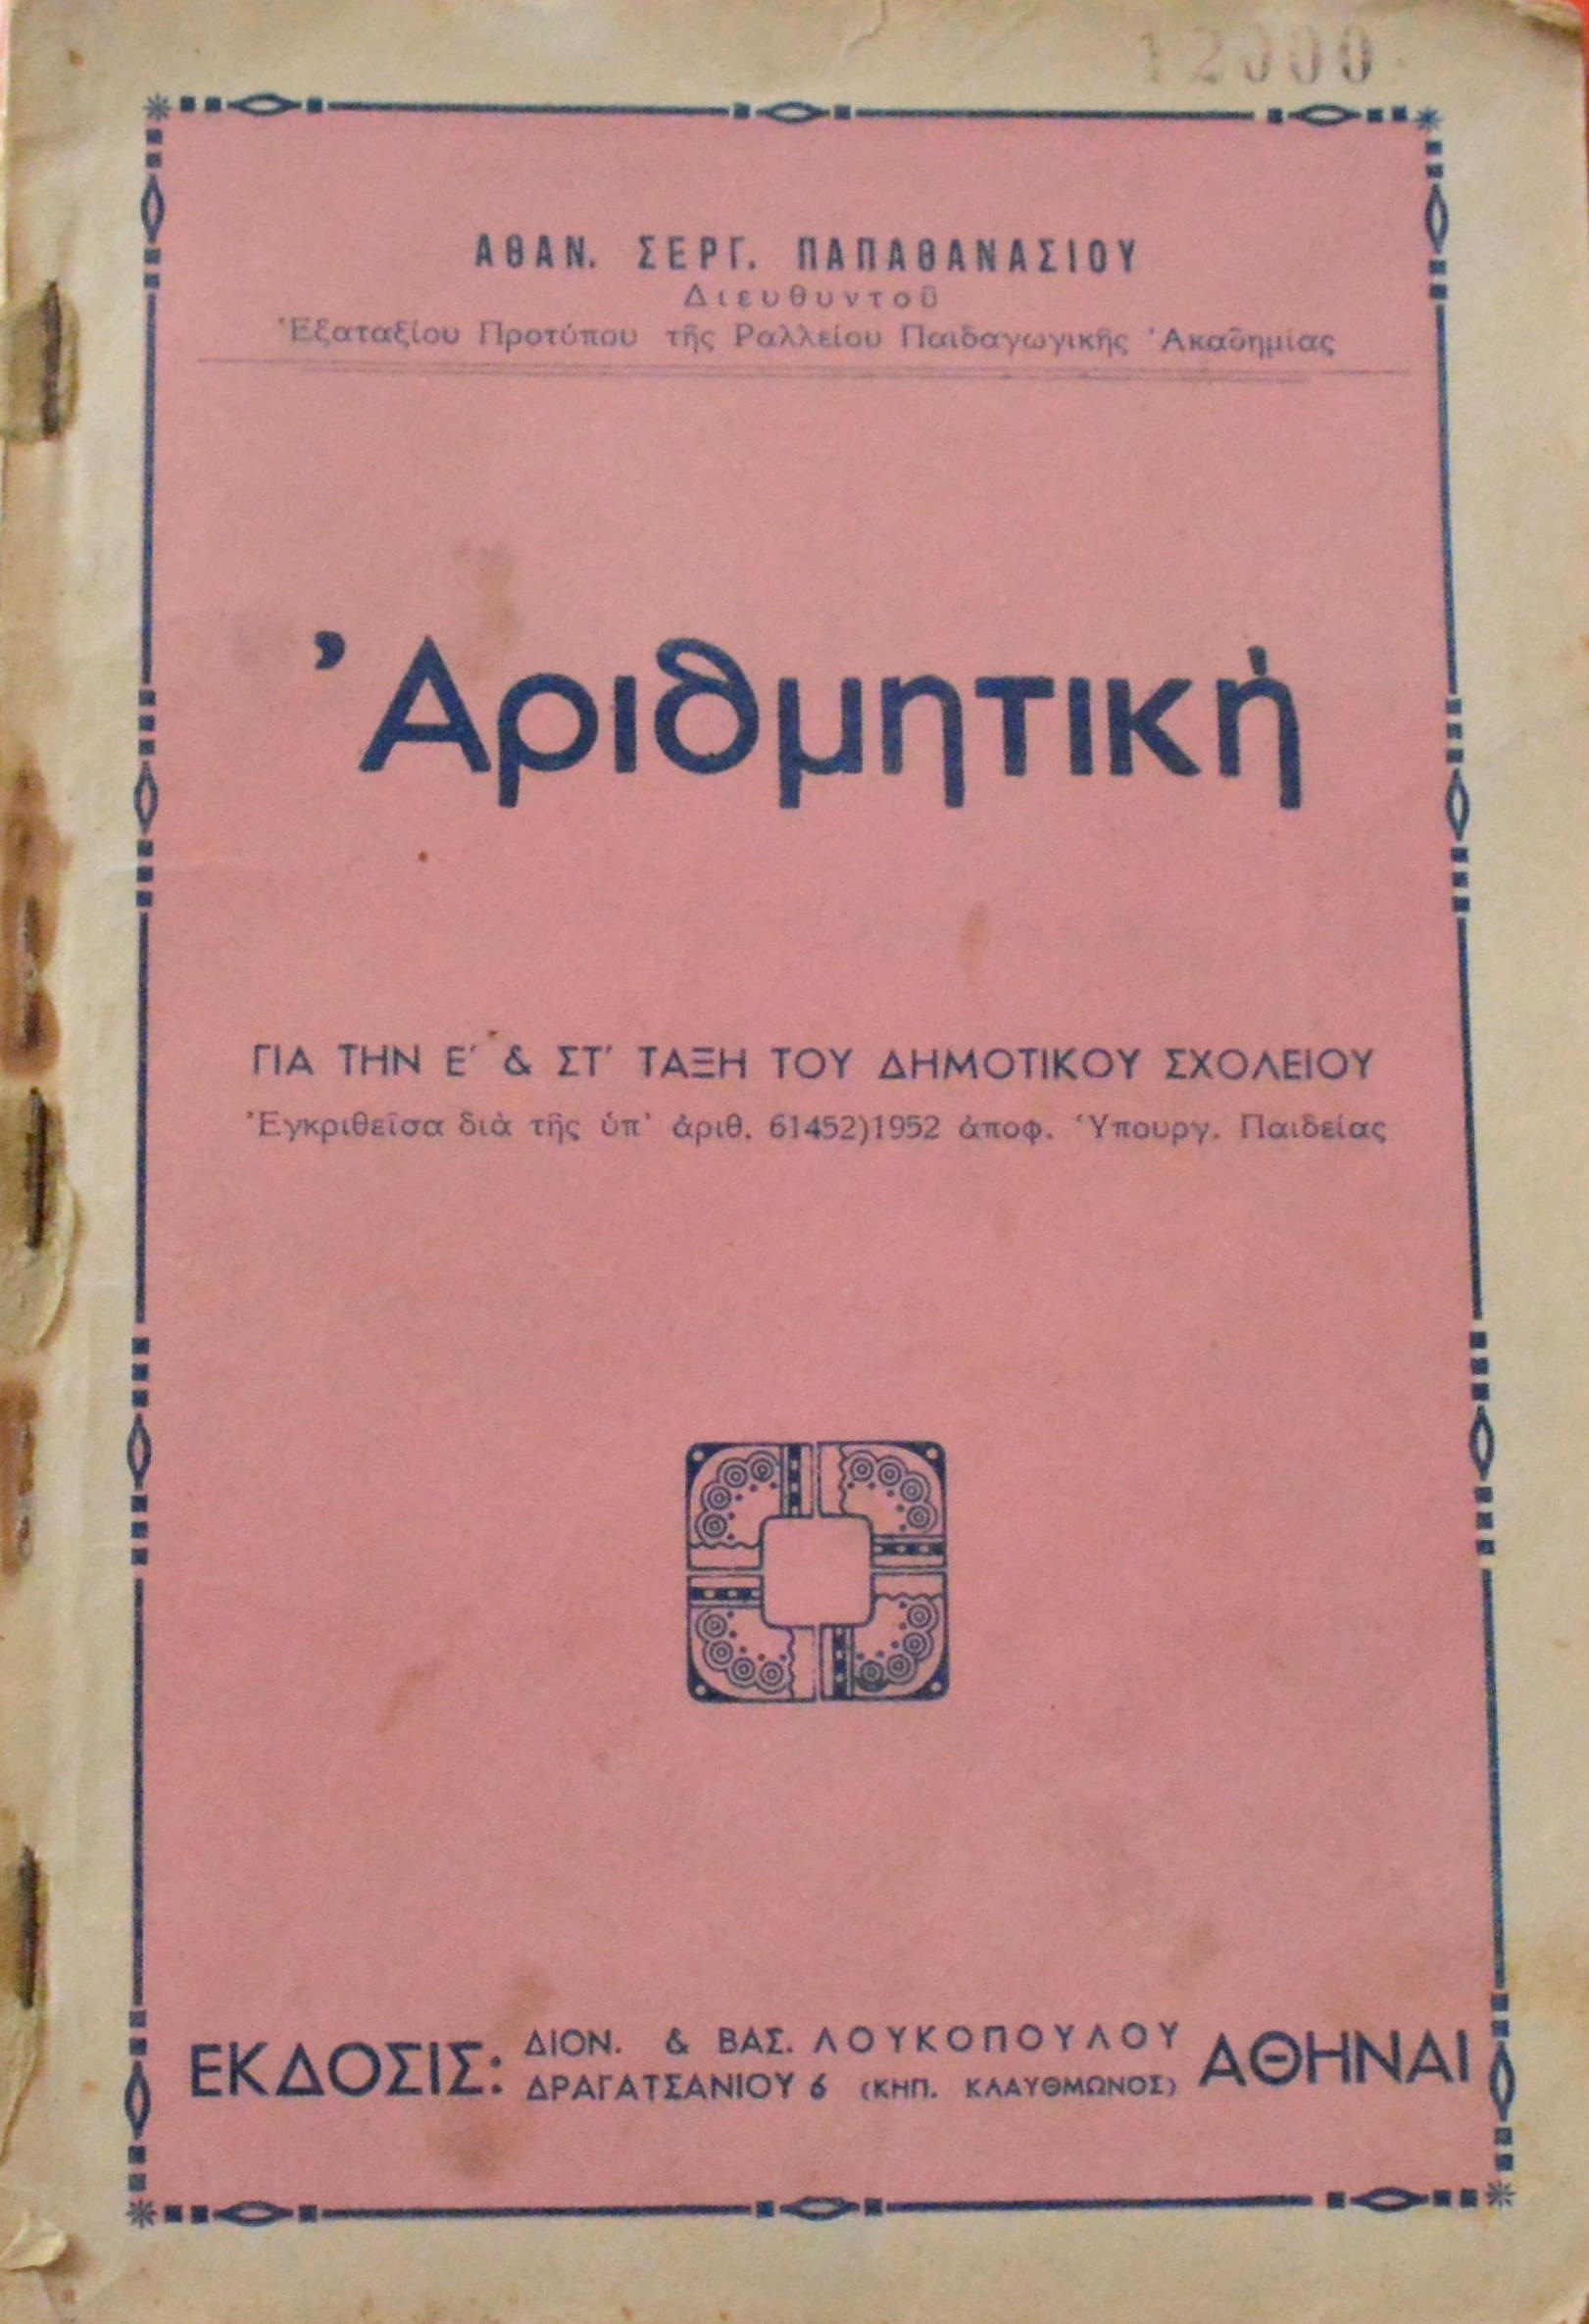 12000
ΑΘΑΝ. ΣΕΡΓ. ΠΑΠΑΘΑΝΑΣΙΟΥ
Διευθυντοῦ
Ἑξαταξίου Προτύπου τῆς Ραλλείου Παιδαγωγικῆς Ἀκαδημίας
Ἀριθμητική
ΓΙΑ ΤΗΝ Ε΄ & ΣΤ΄ ΤΑΞΗ ΤΟΥ ΔΗΜΟΤΙΚΟΥ ΣΧΟΛΕΙΟΥ
Ἐγκριθεῖσα διὰ τῆς ὑπ' ἀριθ. 61452)1952 ἀποφ. Ὑπουργ. Παιδείας
ΕΚΔΟΣΙΣ: ΔΙΟΝ. & ΒΑΣ. ΛΟΥΚΟΠΟΥΛΟΥ
ΔΡΑΓΑΤΣΑΝΙΟΥ 6 (ΚΗΠ. ΚΛΑΥΘΜΩΝΟΣ) ΑΘΗΝΑΙ